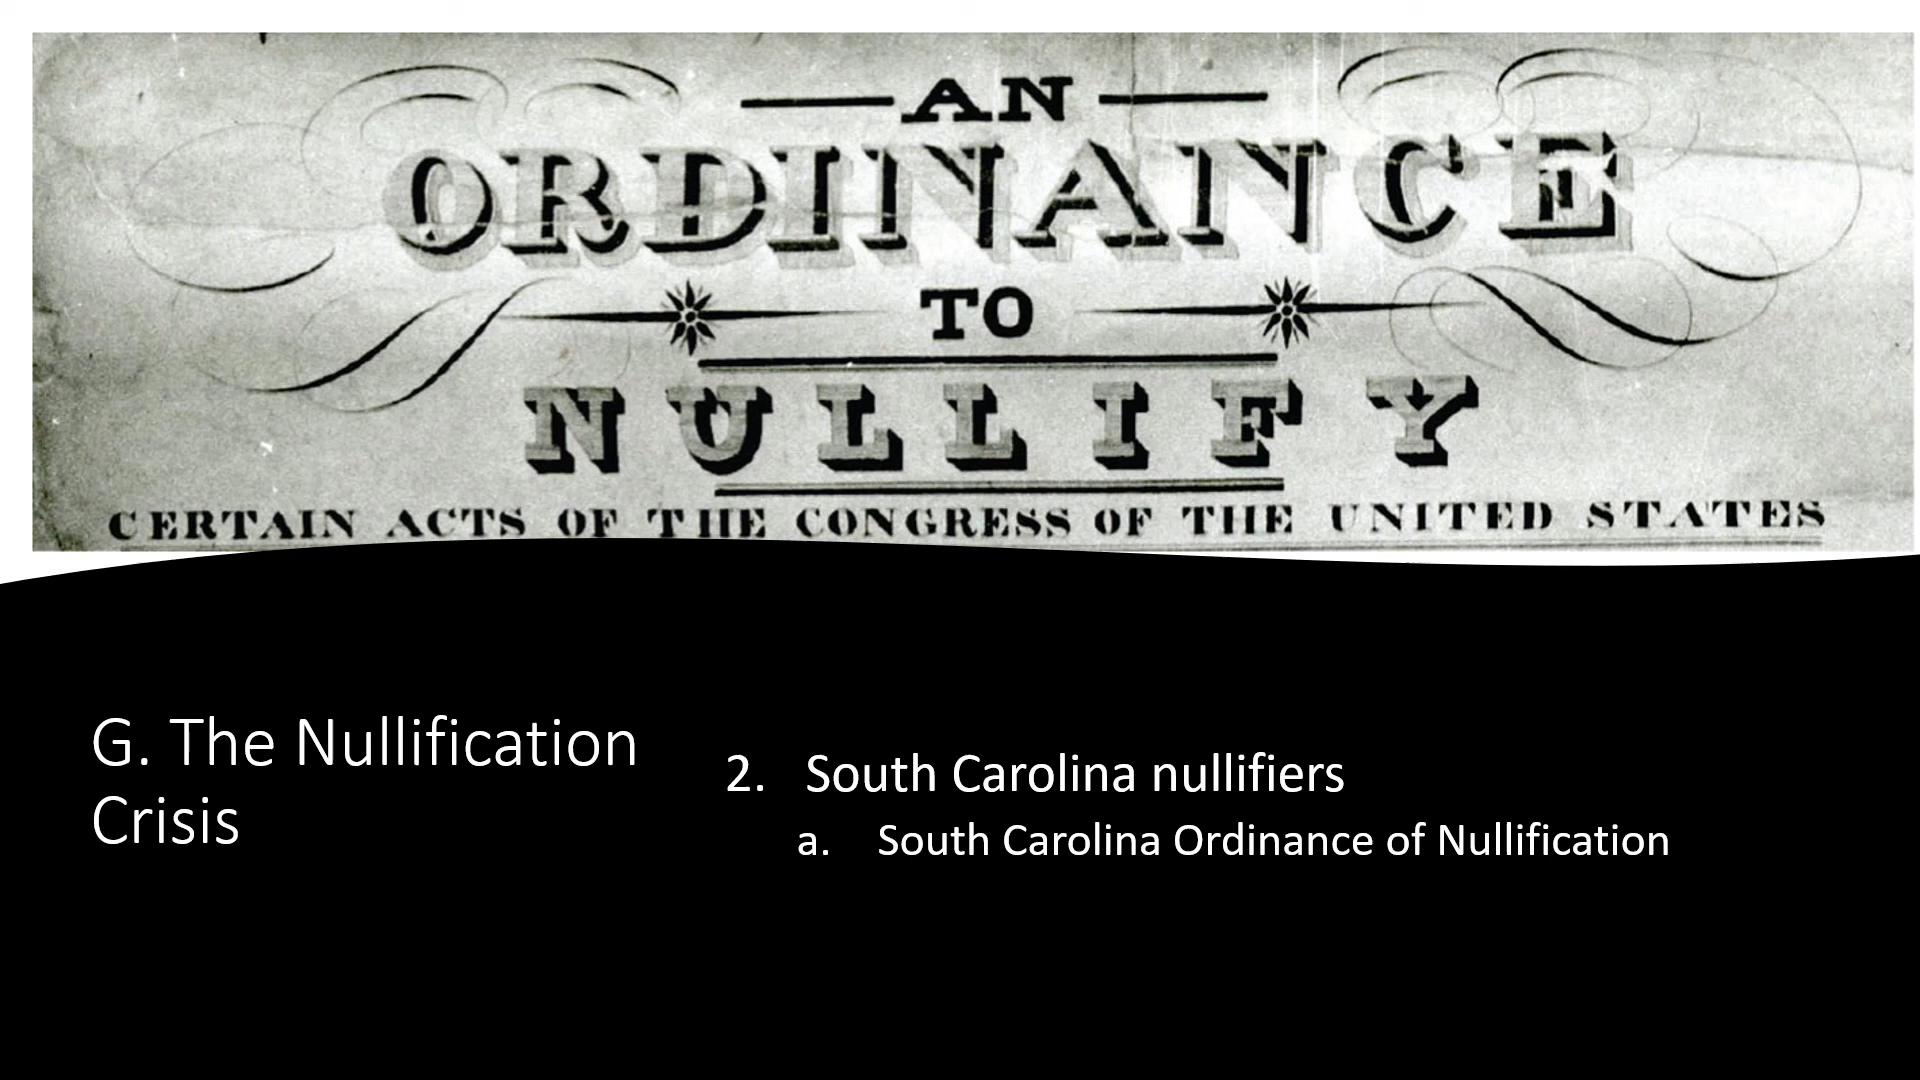 AN
ORDINANCE
TO
NULLIFY
CERTAIN ACTS OF THE CONGRESS OF THE UNITED STATES
G. The Nullification
Crisis
2. South Carolina nullifiers
a. South Carolina Ordinance of Nullification